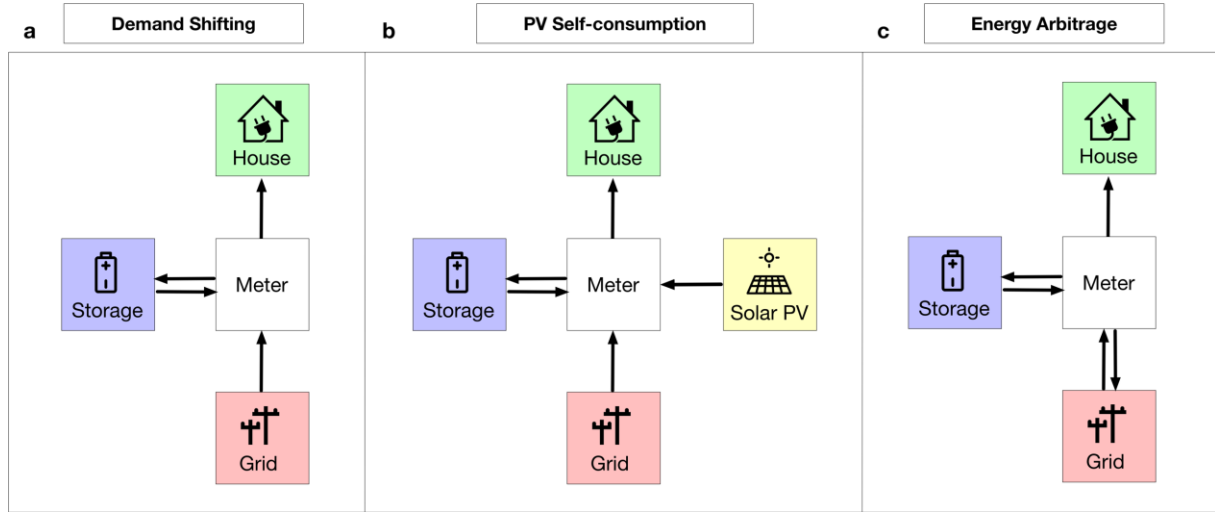 a
Demand Shifting
b
PV Self-consumption
c
Energy Arbitrage
House
Storage
Meter
Grid
House
Storage
Meter
Solar PV
Grid
House
Storage
Meter
Grid